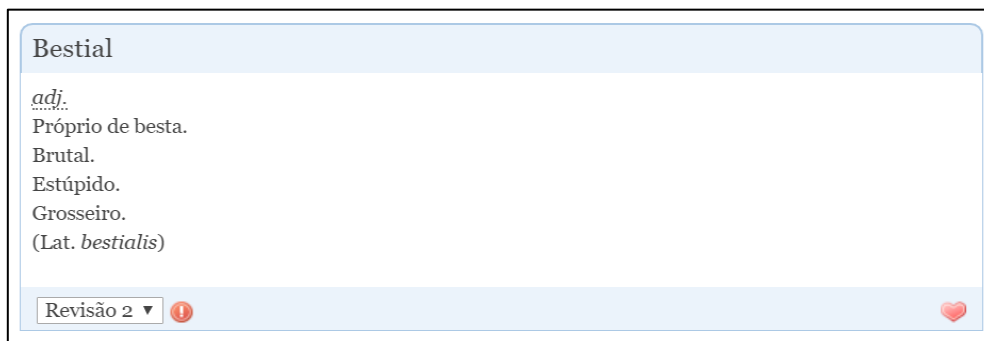 Bestial
adj.
Próprio de besta.
Brutal.
Estúpido.
Grosseiro.
(Lat. bestialis)
Revisão 2 ▼